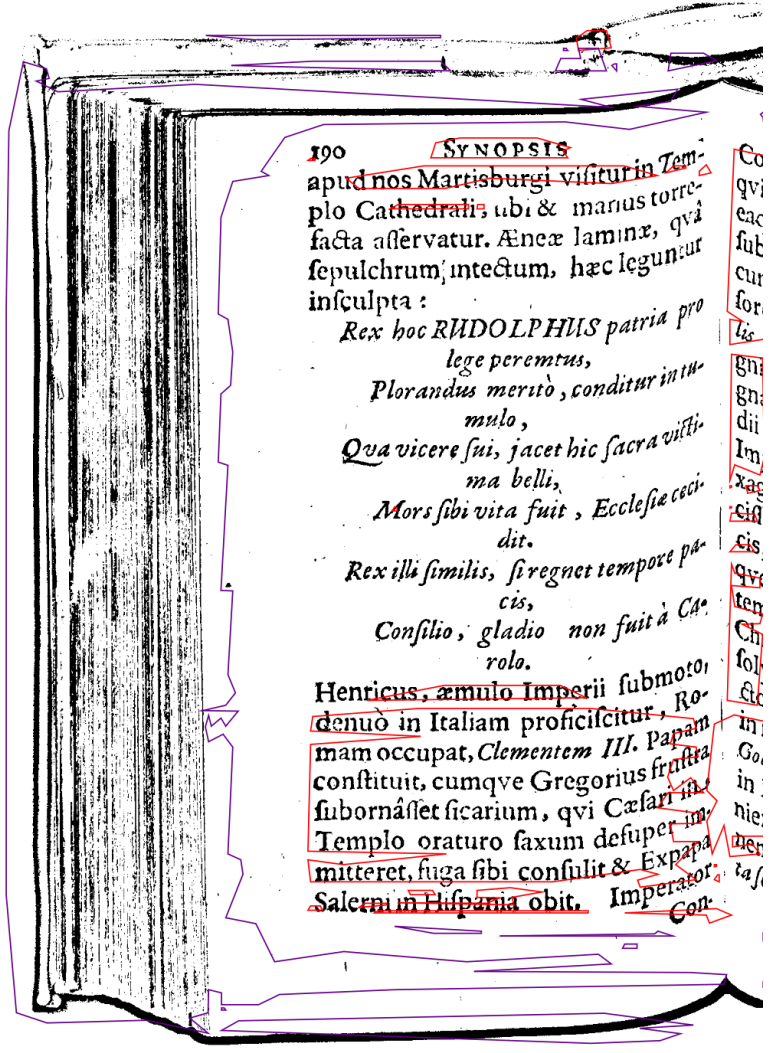 190 SYNOPSIS
apud nos Martisburgi viſitur in Tem-
plo Cathedrali, ubi & manus torre-
facta aſſervatur. Æneæ laminæ, qvâ
ſepulchrum intectum, hæc leguntur
inſculpta :
Rex hoc RUDOLPHUS patria pro
lege peremtus,
Plorandus meritò, conditur in tu-
mulo,
Qva vicere ſui, jacet hic ſacra victi-
ma belli,
Mors ſibi vita fuit, Eccleſiæ ceci-
dit.
Rex illi ſimilis, ſi regnet tempore pa-
cis,
Conſilio, gladio non fuit à Ca-
rolo.
Henricus, æmulo Imperii ſubmoto,
denuò in Italiam proficiſcitur, Ro-
mam occupat, Clementem III. Papam
conſtituit, cumqve Gregorius fruſtra
ſubornâſſet ſicarium, qvi Cæſari in
Templo oraturo ſaxum deſuper im-
mitteret, fuga ſibi conſulit & Expapa
Salerni in Hiſpania obit. Imperator
Con-